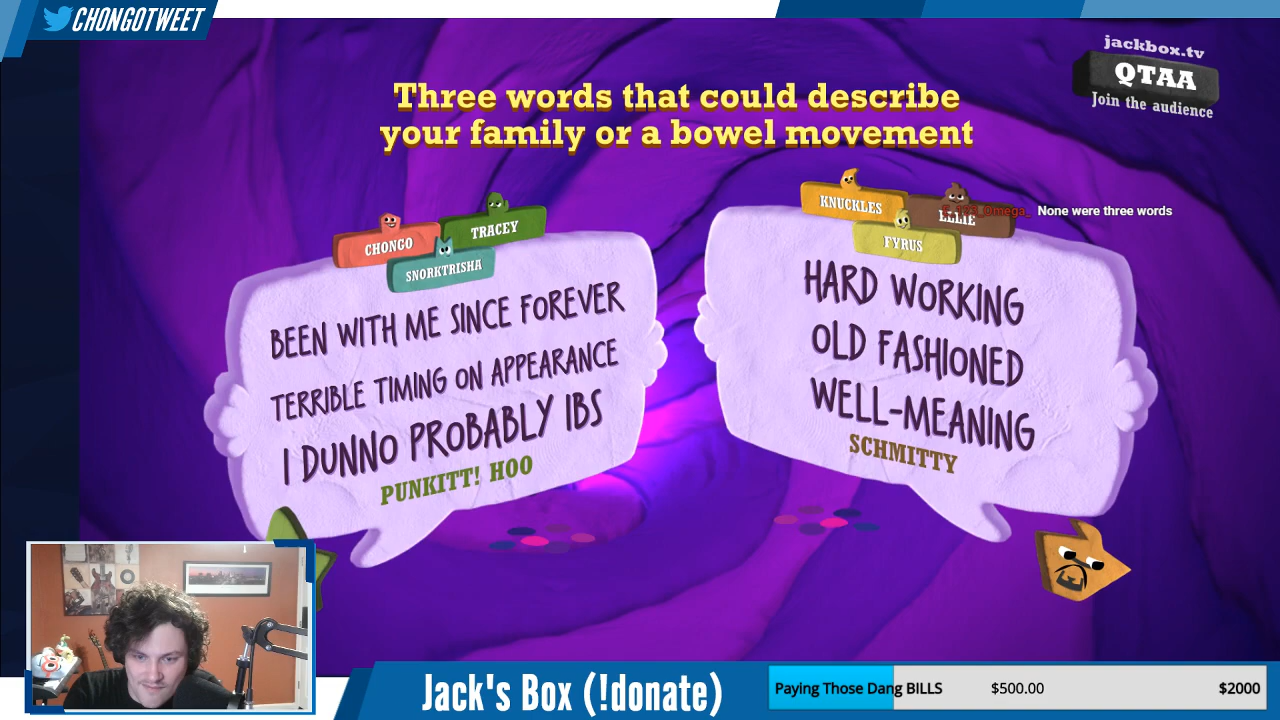 CHONGOTWEET
jackbox.tv
QTAA
Join the audience
Three words that could describe
your family or a bowel movement
CHONGO
TRACEY
SNORKTRISHA
KNUCKLES
ELLIE
FYRUS
None were three words
BEEN WITH ME SINCE FOREVER
TERRIBLE TIMING ON APPEARANCE
I DUNNO PROBABLY IBS
PUNKITT! HOO
HARD WORKING
OLD FASHIONED
WELL-MEANING
SCHMITTY
Jack's Box (!donate)
Paying Those Dang BILLS
$500.00
$2000